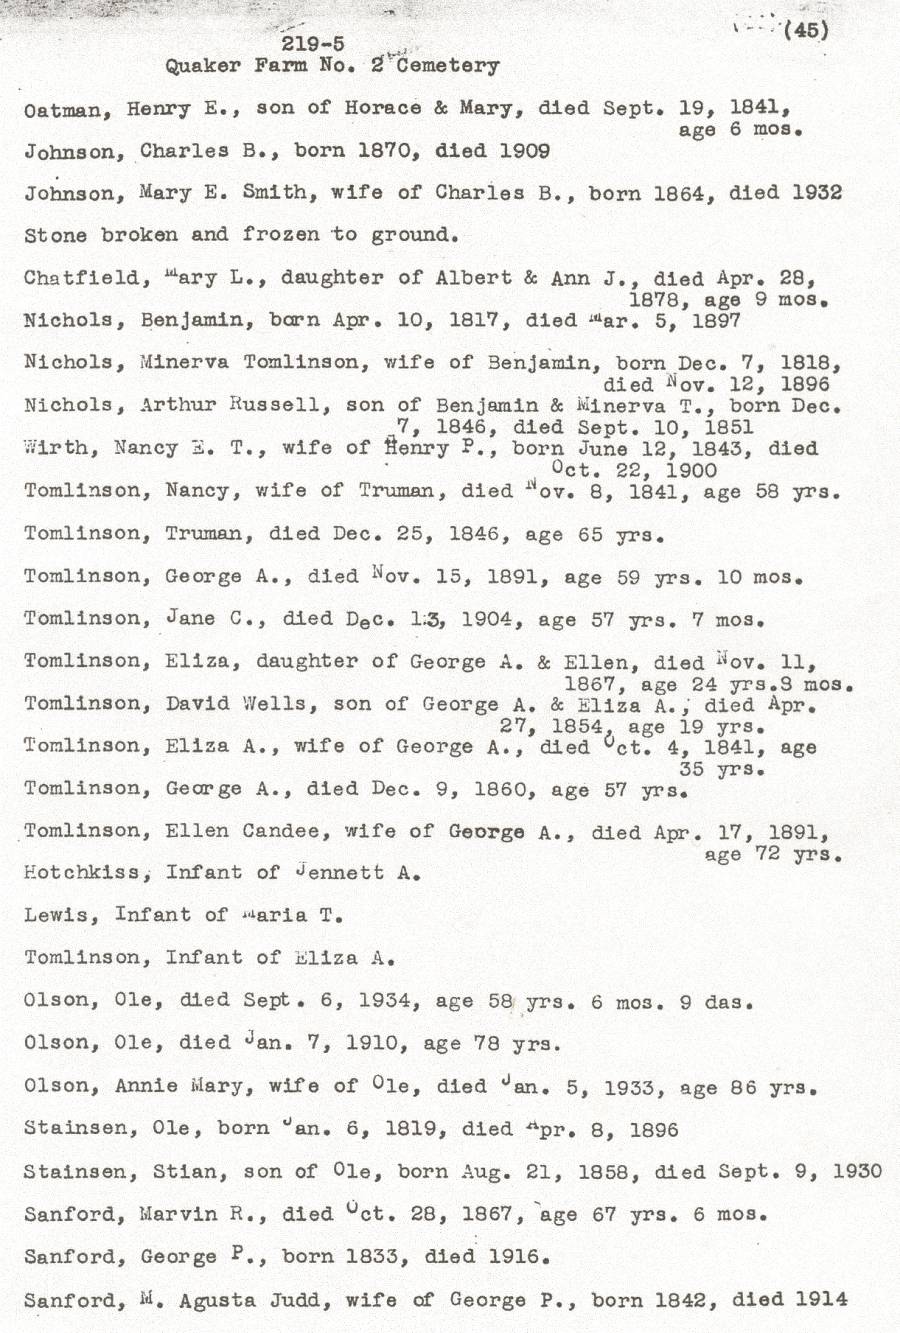 (45)
219-5
Quaker Farm No. 2 Cemetery
Oatman, Henry E., son of Horace & Mary, died Sept. 19, 1841,
age 6 mos.
Johnson, Charles B., born 1870, died 1909
Johnson, Mary E. Smith, wife of Charles B., born 1864, died 1932
Stone broken and frozen to ground.
Chatfield, Mary L., daughter of Albert & Ann J., died Apr. 28,
1878, age 9 mos.
Nichols, Benjamin, born Apr. 10, 1817, died Mar. 5, 1897
Nichols, Minerva Tomlinson, wife of Benjamin, born Dec. 7, 1818,
died Nov. 12, 1896
Nichols, Arthur Russell, son of Benjamin & Minerva T., born Dec.
7, 1846, died Sept. 10, 1851
Wirth, Nancy E. T., wife of Henry P., born June 12, 1843, died
Oct. 22, 1900
Tomlinson, Nancy, wife of Truman, died Nov. 8, 1841, age 58 yrs.
Tomlinson, Truman, died Dec. 25, 1846, age 65 yrs.
Tomlinson, George A., died Nov. 15, 1891, age 59 yrs. 10 mos.
Tomlinson, Jane C., died Dec. 13, 1904, age 57 yrs. 7 mos.
Tomlinson, Eliza, daughter of George A. & Ellen, died Nov. 11,
1867, age 24 yrs. mos.
Tomlinson, David Wells, son of George A. & Eliza A., died Apr.
27, 1854, age 19 yrs.
Tomlinson, Eliza A., wife of George A., died Oct. 4, 1841, age
35 yrs.
Tomlinson, George A., died Dec. 9, 1860, age 57 yrs.
Tomlinson, Ellen Candee, wife of George A., died Apr. 17, 1891,
age 72 yrs.
Hotchkiss, Infant of Jennett A.
Lewis, Infant of Maria T.
Tomlinson, Infant of Eliza A.
Olson, Ole, died Sept. 6, 1934, age 58 yrs. 6 mos. 9 das.
Olson, Ole, died Jan. 7, 1910, age 78 yrs.
Olson, Annie Mary, wife of Ole, died Jan. 5, 1933, age 86 yrs.
Stainsen, Ole, born Jan. 6, 1819, died Apr. 8, 1896
Stainsen, Stian, son of Ole, born Aug. 21, 1858, died Sept. 9, 1930
Sanford, Marvin R., died Oct. 28, 1867, age 67 yrs. 6 mos.
Sanford, George P., born 1833, died 1916.
Sanford, M. Agusta Judd, wife of George P., born 1842, died 1914